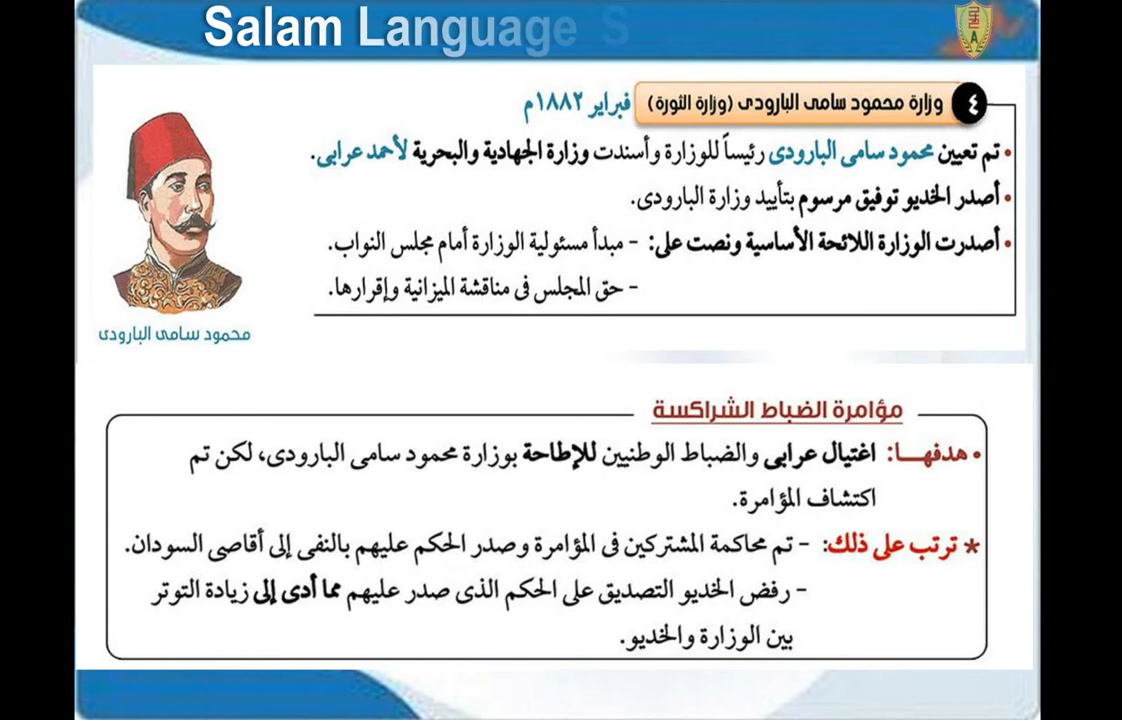 Salam Language S
٤ وزارة محمود سامى البارودى (وزارة الثورة) فبراير ١٨٨٢م
• تم تعيين محمود سامى البارودى رئيساً للوزارة وأسندت وزارة الجهادية والبحرية لأحمد عرابى.
• أصدر الخديو توفيق مرسوم بتأييد وزارة البارودى.
• أصدرت الوزارة اللائحة الأساسية ونصت على: - مبدأ مسئولية الوزارة أمام مجلس النواب.
- حق المجلس فى مناقشة الميزانية وإقرارها.
محمود سامى البارودى
مؤامرة الضباط الشراكسة
• هدفهـــا: اغتيال عرابى والضباط الوطنيين للإطاحة بوزارة محمود سامى البارودى، لكن تم
اكتشاف المؤامرة.
* ترتب على ذلك: - تم محاكمة المشتركين فى المؤامرة وصدر الحكم عليهم بالنفى إلى أقاصى السودان.
- رفض الخديو التصديق على الحكم الذى صدر عليهم مما أدى إلى زيادة التوتر
بين الوزارة والخديو.